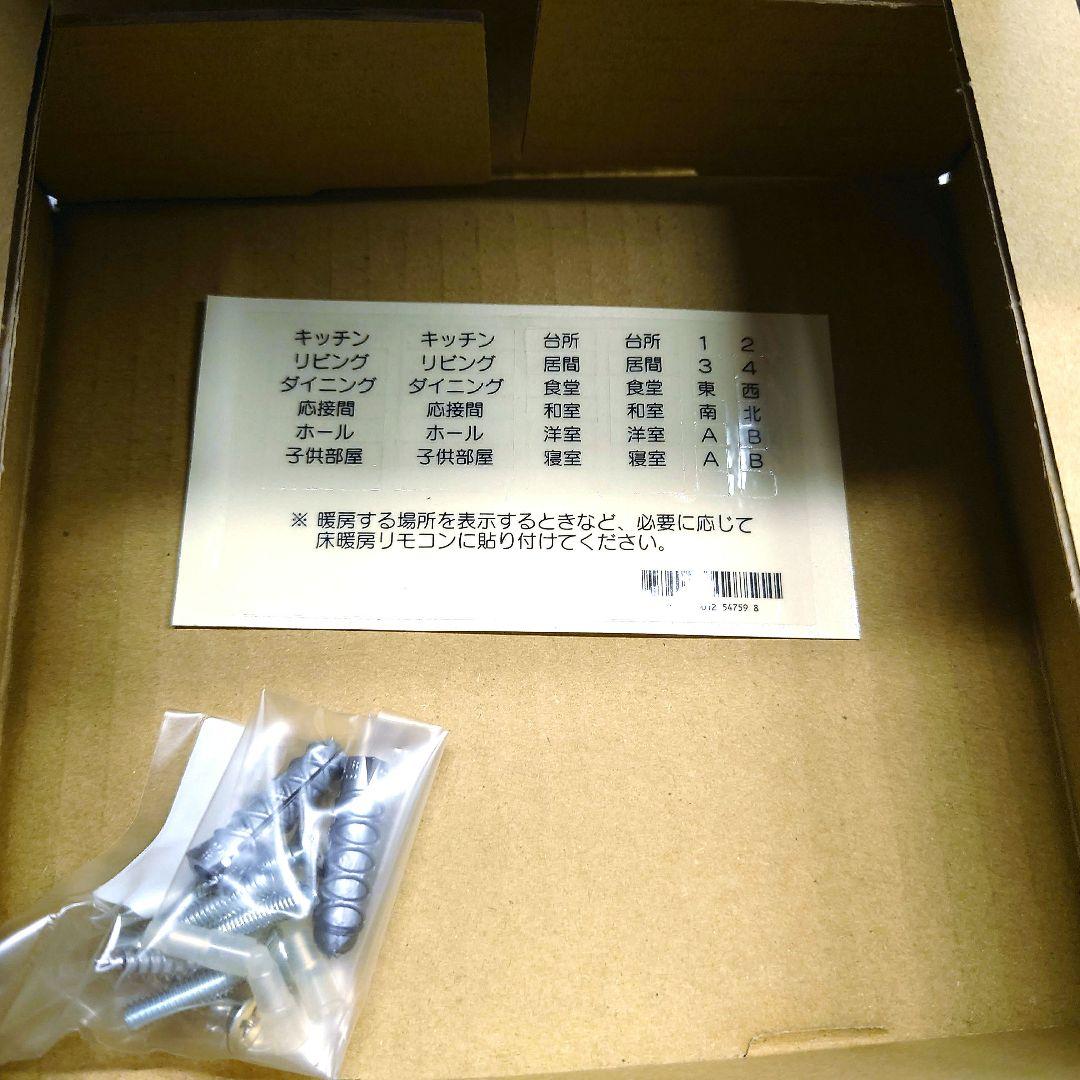 キッチン キッチン 台所 台所 1 2
リビング リビング 居間 居間 3 4
ダイニング ダイニング 食堂 食堂 東 西
応接間 応接間 和室 和室 南 北
ホール ホール 洋室 洋室 A B
子供部屋 子供部屋 寝室 寝室 A B
※ 暖房する場所を表示するときなど、必要に応じて
床暖房リモコンに貼り付けてください。
54759 8